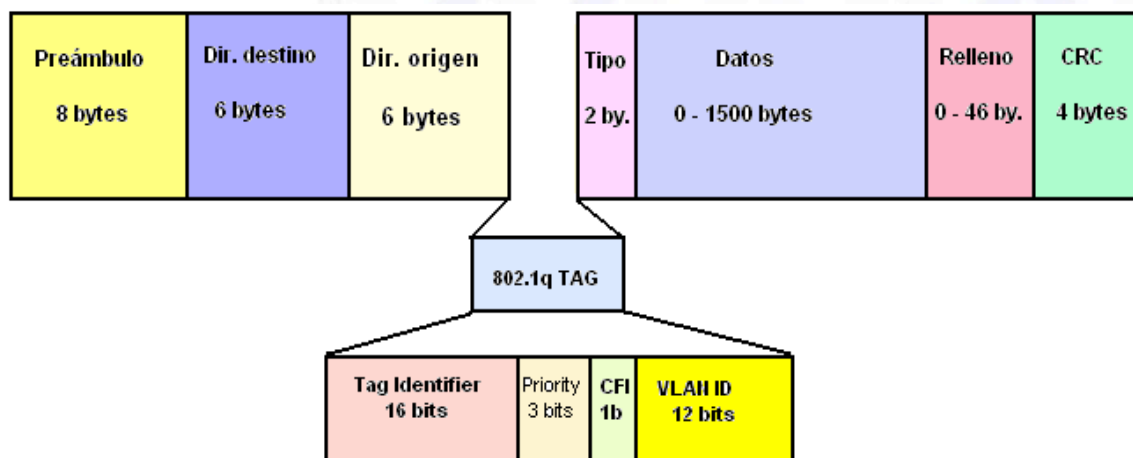 Preámbulo
8 bytes
Dir. destino
6 bytes
Dir. origen
6 bytes
Tipo
2 by.
Datos
0 - 1500 bytes
Relleno
0 - 46 by.
CRC
4 bytes
802.1q TAG
Tag Identifier
16 bits
Priority
3 bits
CFI
1b
VLAN ID
12 bits